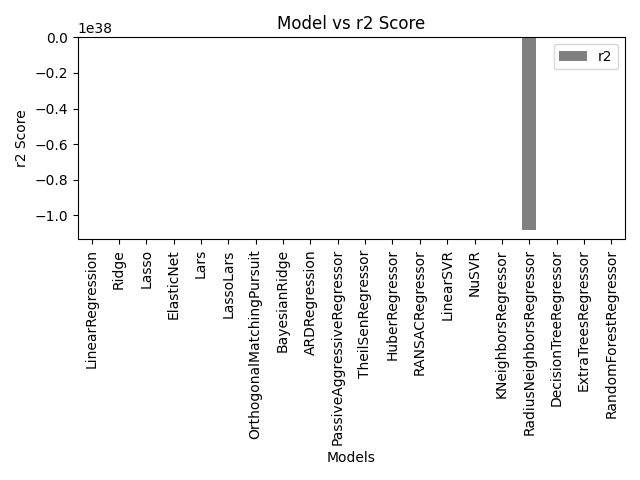 Model vs r2 Score
1e38
0.0
−0.2
−0.4
−0.6
−0.8
−1.0
r2 Score
r2
LinearRegression
Ridge
Lasso
ElasticNet
Lars
LassoLars
OrthogonalMatchingPursuit
BayesianRidge
ARDRegression
PassiveAggressiveRegressor
TheilSenRegressor
HuberRegressor
RANSACRegressor
LinearSVR
NuSVR
KNeighborsRegressor
RadiusNeighborsRegressor
DecisionTreeRegressor
ExtraTreesRegressor
RandomForestRegressor
Models